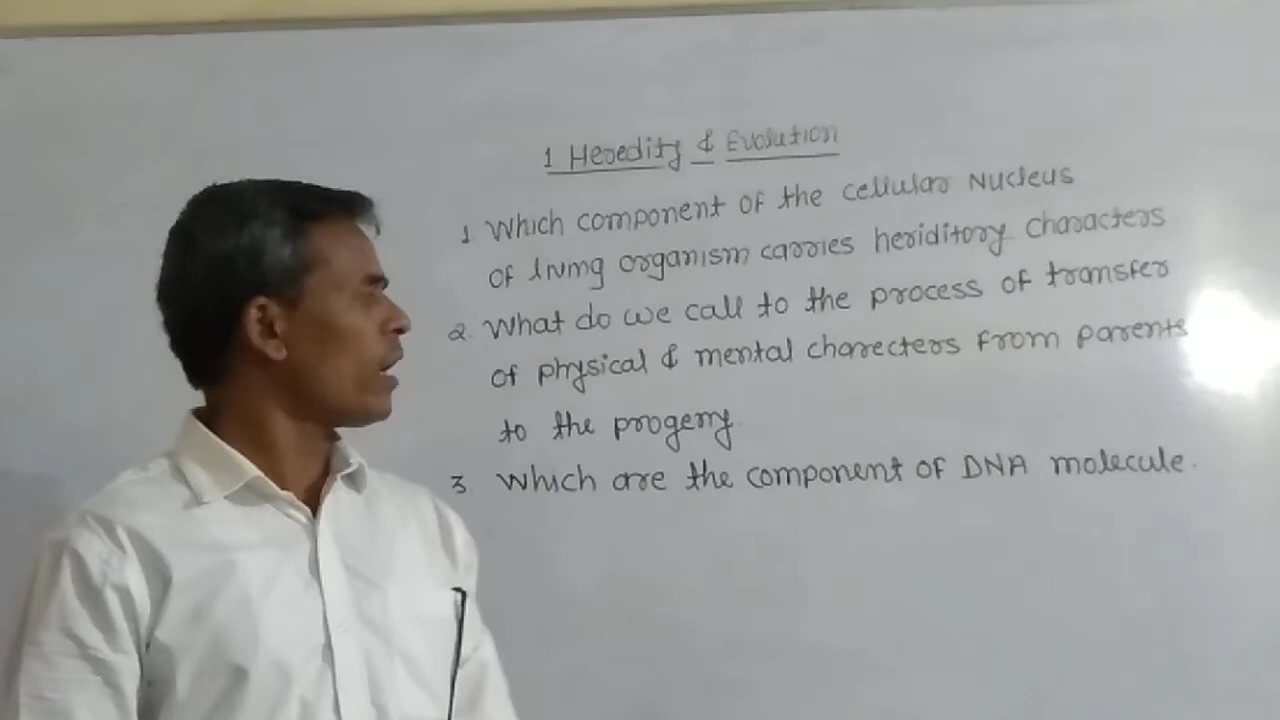 1 Heredity & Evolution
1 Which component of the cellular Nucleus
of living organism carries heriditory characters
2. What do we call to the process of transfer
of physical & mental charecters from parents
to the progeny
3 Which are the component of DNA molecule.